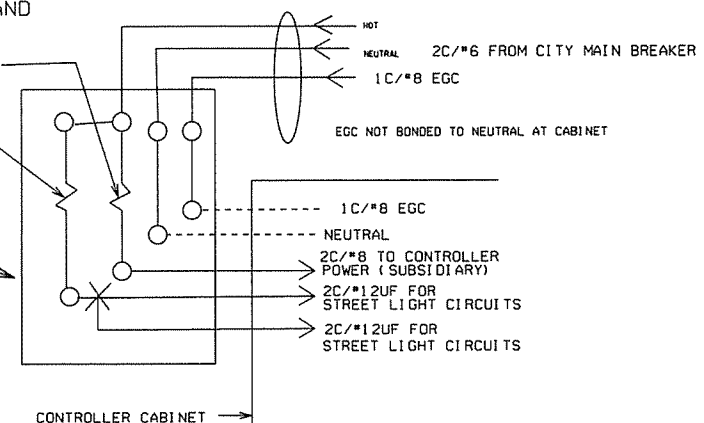 AND
HOT
NEUTRAL 2C/#6 FROM CITY MAIN BREAKER
1C/#8 EGC
EGC NOT BONDED TO NEUTRAL AT CABINET
1C/#8 EGC
NEUTRAL
2C/#8 TO CONTROLLER
POWER (SUBSIDIARY)
2C/#12UF FOR
STREET LIGHT CIRCUITS
2C/#12UF FOR
STREET LIGHT CIRCUITS
CONTROLLER CABINET